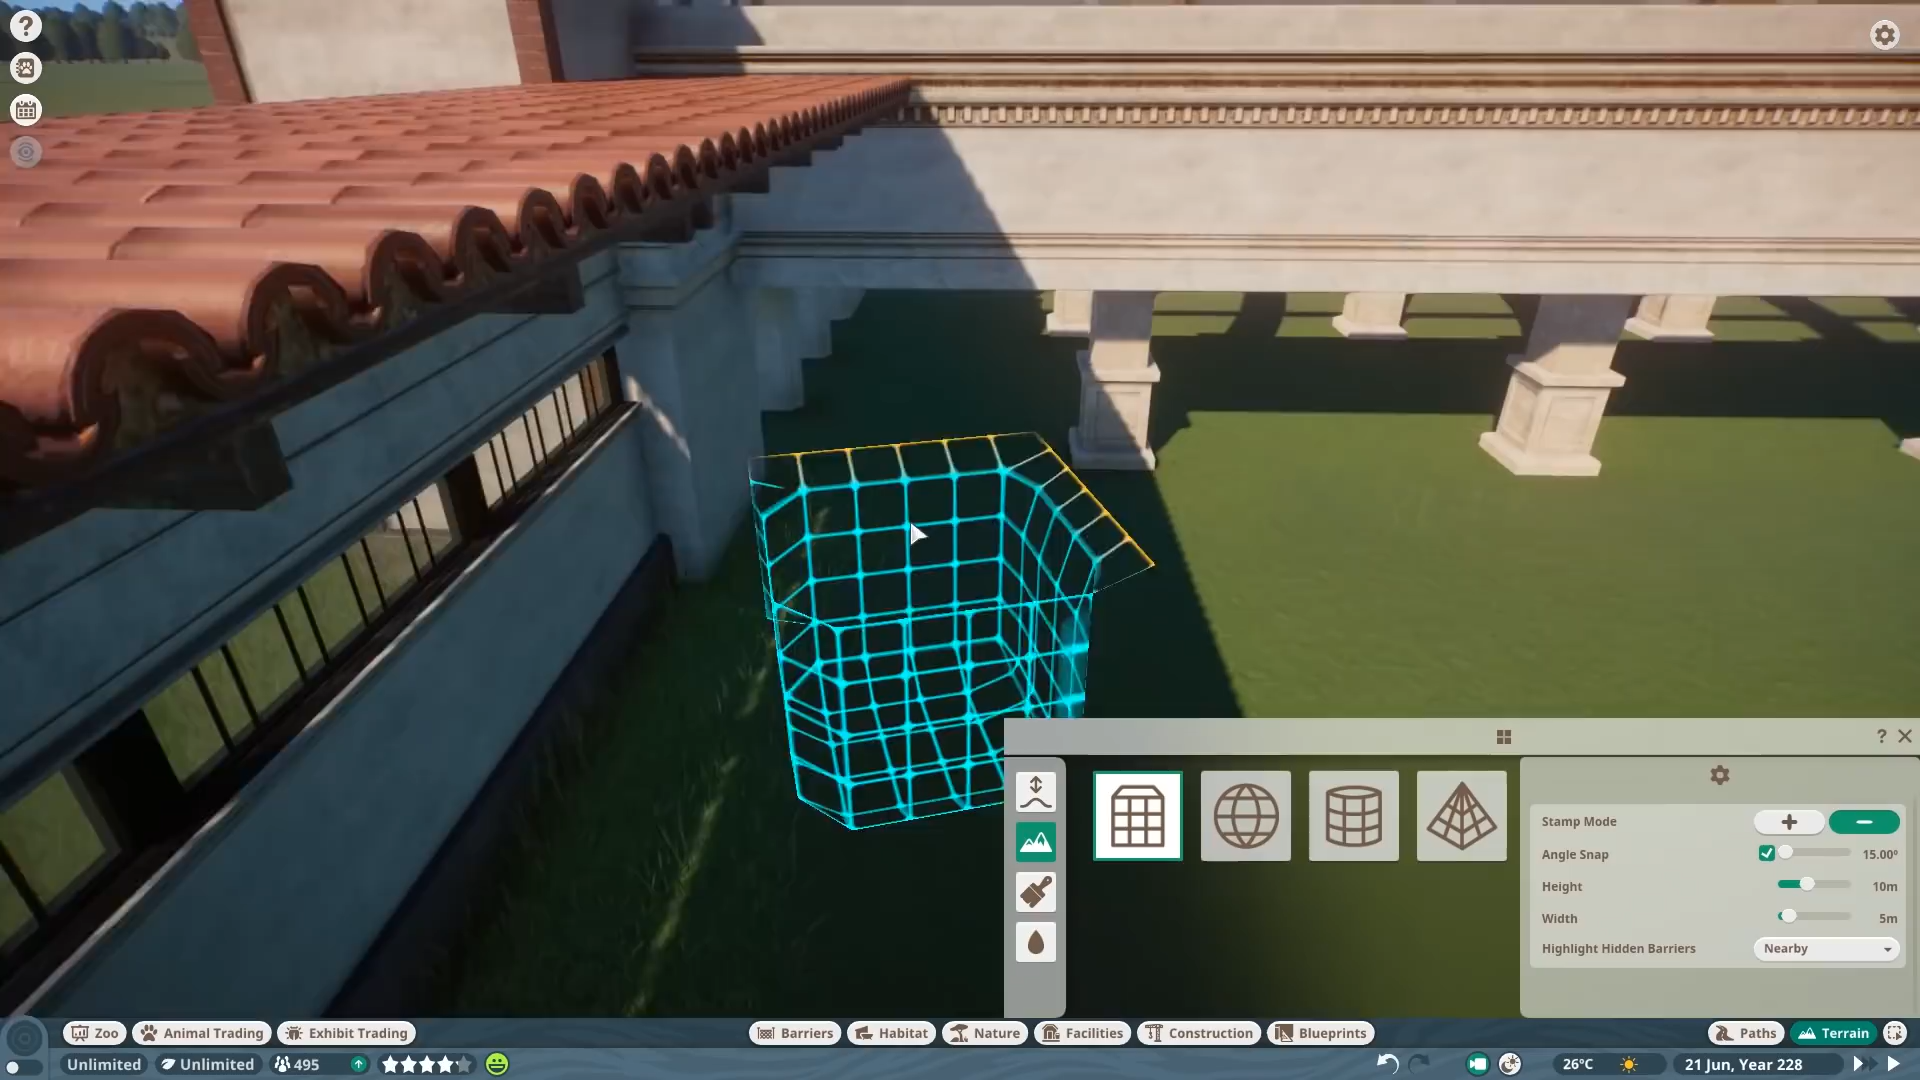 ?
Stamp Mode
Angle Snap 15.00°
Height 10m
Width 5m
Highlight Hidden Barriers Nearby
Zoo Animal Trading Exhibit Trading Barriers Habitat Nature Facilities Construction Blueprints Paths Terrain
Unlimited Unlimited 495 26°C 21 Jun, Year 228